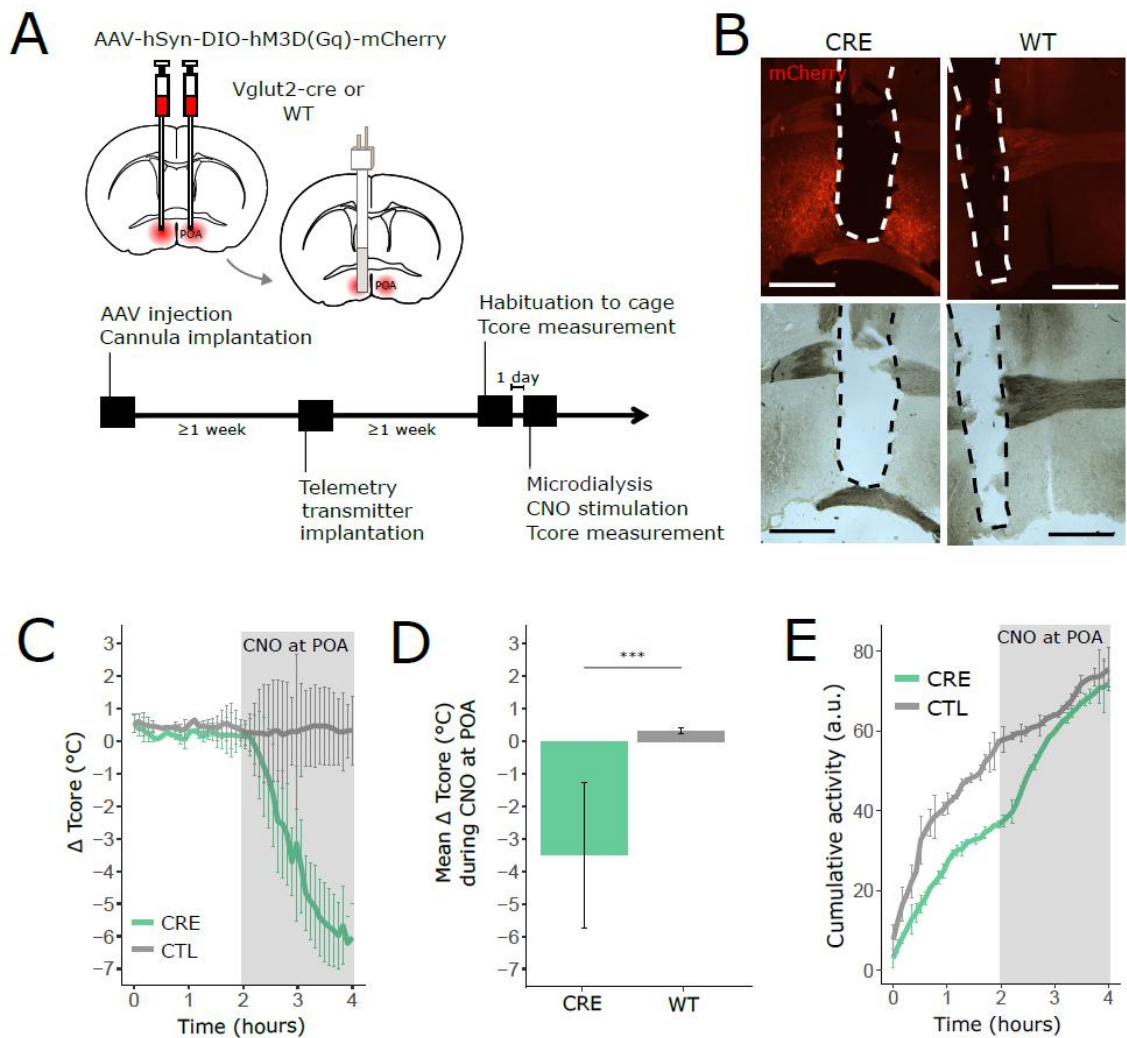 A
AAV-hSyn-DIO-hM3D(Gq)-mCherry
Vglut2-cre or
WT
POA
POA
AAV injection
Cannula implantation
Habituation to cage
Tcore measurement
1 day
≥1 week
≥1 week
Telemetry
transmitter
implantation
Microdialysis
CNO stimulation
Tcore measurement
B
CRE
WT
mCherry
C
CNO at POA
3
2
1
0
−1
−2
−3
−4
−5
−6
−7
Δ Tcore (°C)
CRE
CTL
0
1
2
3
4
Time (hours)
D
***
3
2
1
0
−1
−2
−3
−4
−5
−6
−7
Mean Δ Tcore (°C)
during CNO at POA
CRE
WT
E
CNO at POA
80
60
40
20
0
Cumulative activity (a.u.)
CRE
CTL
0
1
2
3
4
Time (hours)